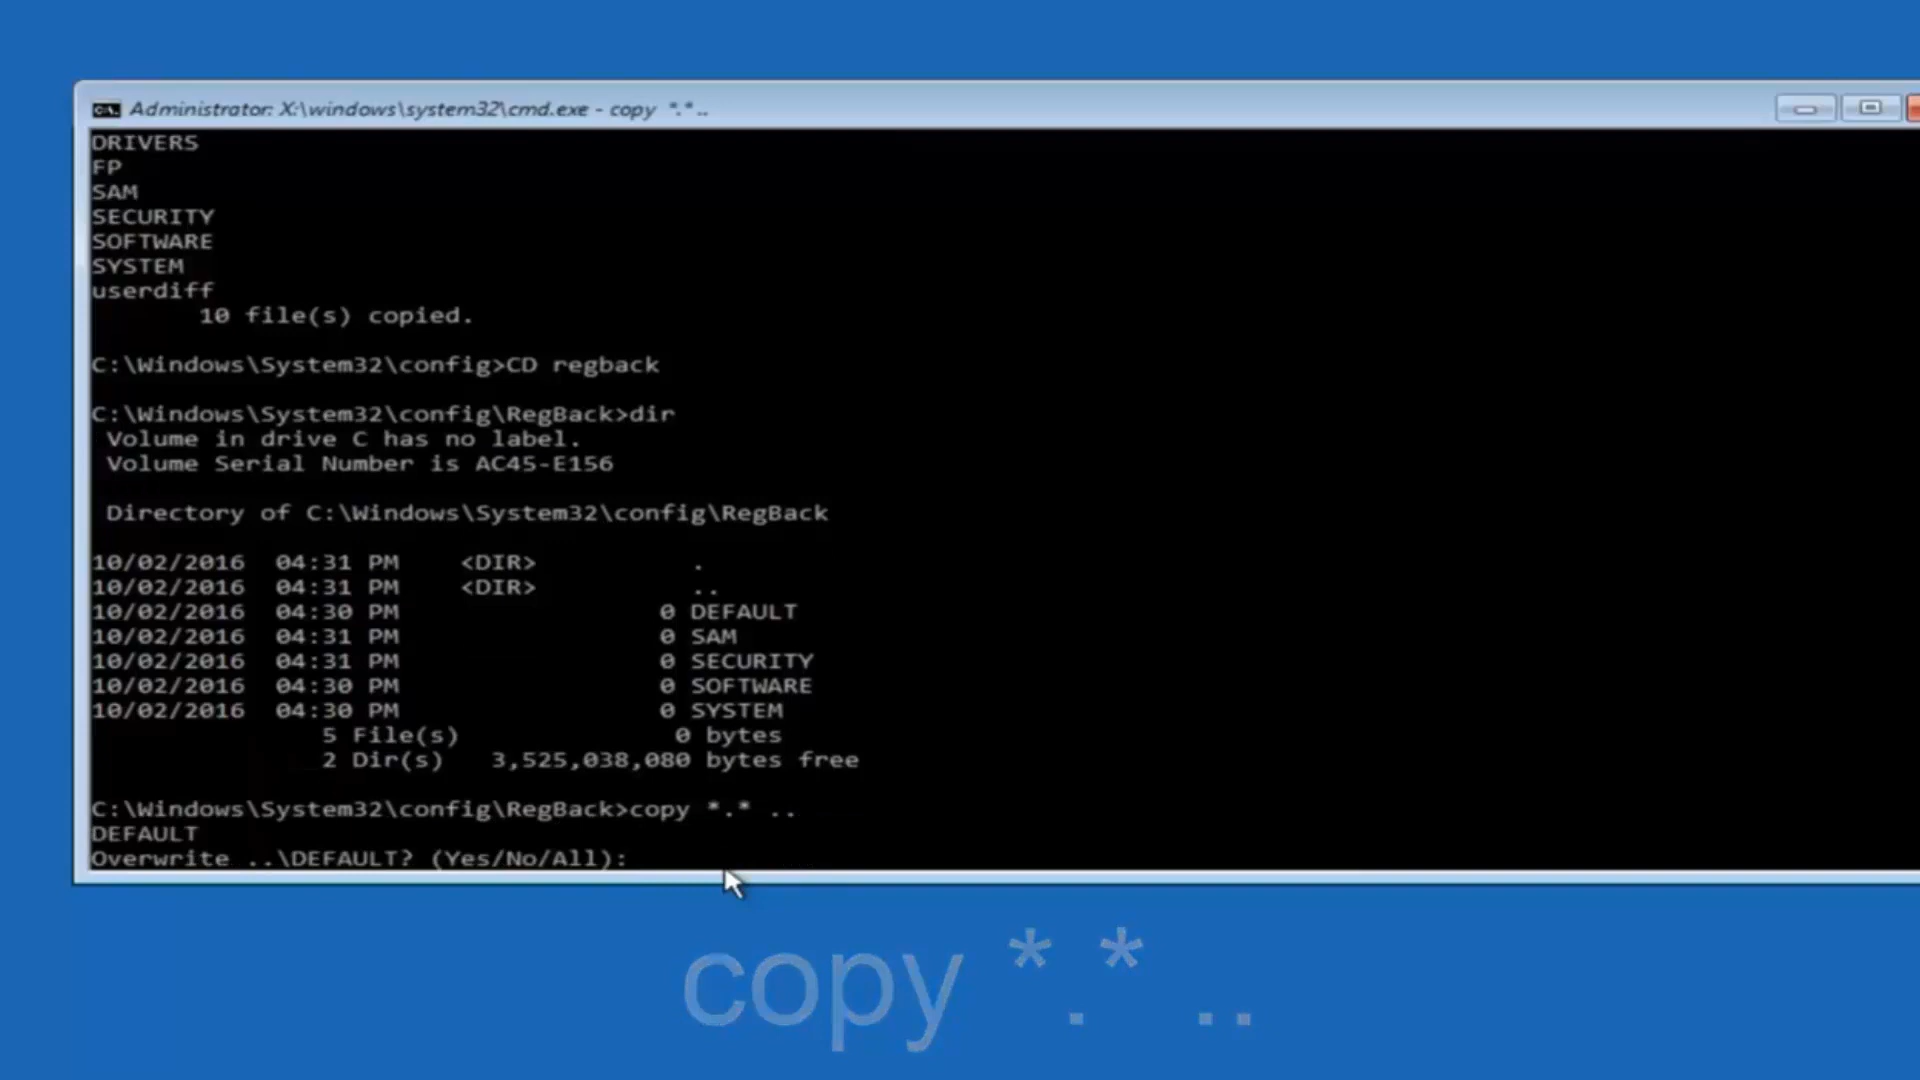 Administrator: X:\windows\system32\cmd.exe - copy *.* ..
DRIVERS
FP
SAM
SECURITY
SOFTWARE
SYSTEM
userdiff
10 file(s) copied.
C:\Windows\System32\config>CD regback
C:\Windows\System32\config\RegBack>dir
Volume in drive C has no label.
Volume Serial Number is AC45-E156
Directory of C:\Windows\System32\config\RegBack
10/02/2016 04:31 PM <DIR> .
10/02/2016 04:31 PM <DIR> ..
10/02/2016 04:30 PM 0 DEFAULT
10/02/2016 04:31 PM 0 SAM
10/02/2016 04:31 PM 0 SECURITY
10/02/2016 04:30 PM 0 SOFTWARE
10/02/2016 04:30 PM 0 SYSTEM
5 File(s) 0 bytes
2 Dir(s) 3,525,038,080 bytes free
C:\Windows\System32\config\RegBack>copy *.* ..
DEFAULT
Overwrite ..\DEFAULT? (Yes/No/All):
copy *.* ..